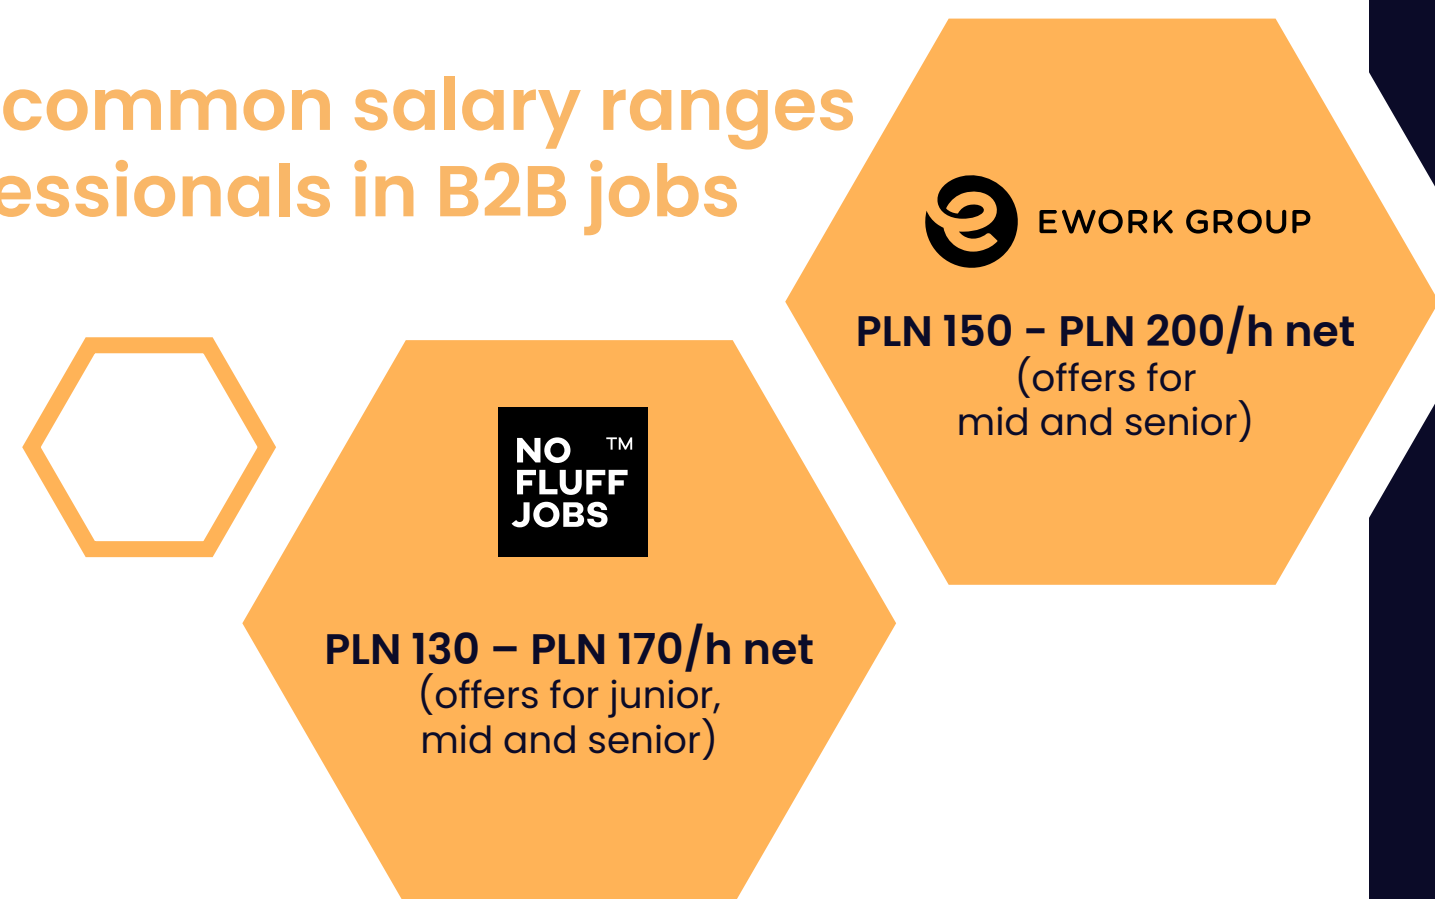 common salary ranges
essionals in B2B jobs
EWORK GROUP
PLN 150 - PLN 200/h net
(offers for
mid and senior)
NO TM
FLUFF
JOBS
PLN 130 – PLN 170/h net
(offers for junior,
mid and senior)